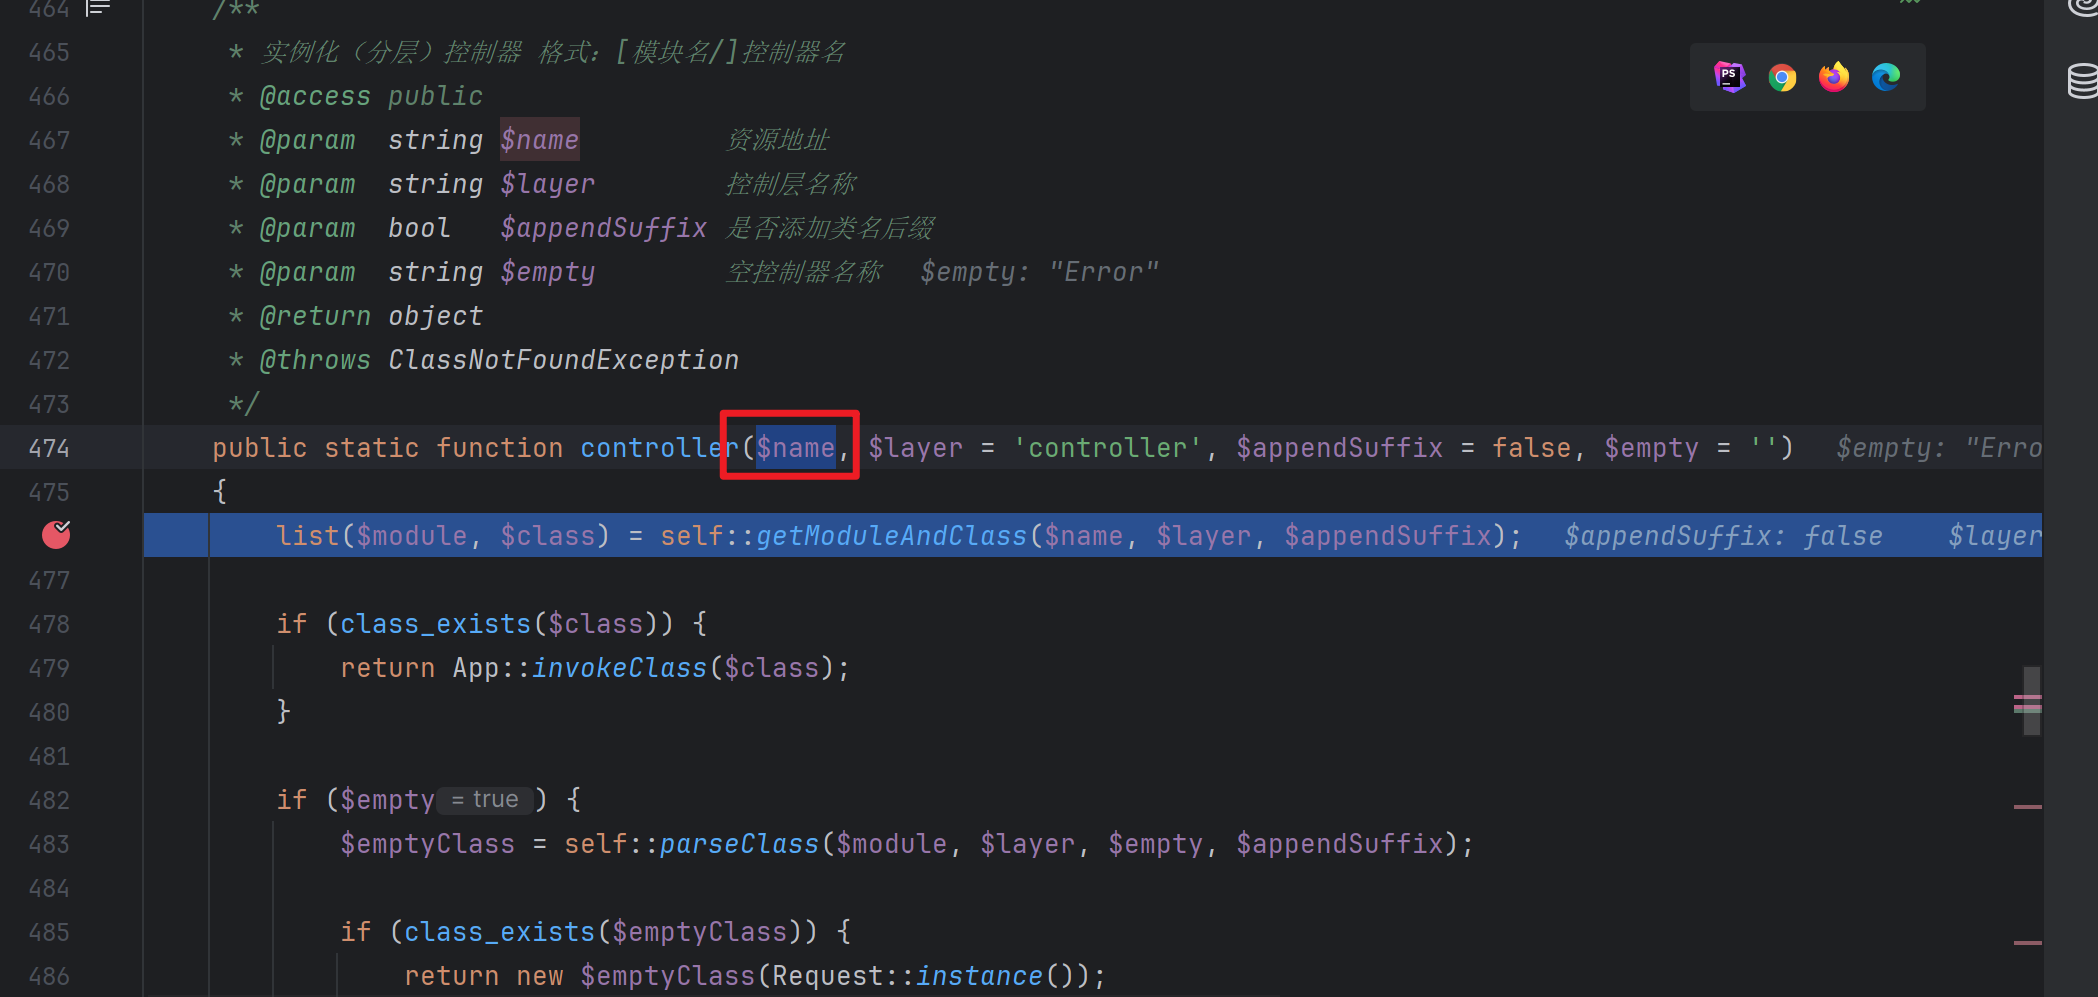 464 /**
465 * 实例化（分层）控制器 格式：[模块名/]控制器名
466 * @access public
467 * @param string $name 资源地址
468 * @param string $layer 控制层名称
469 * @param bool $appendSuffix 是否添加类名后缀
470 * @param string $empty 空控制器名称 $empty: "Error"
471 * @return object
472 * @throws ClassNotFoundException
473 */
474 public static function controller($name, $layer = 'controller', $appendSuffix = false, $empty = '') $empty: "Erro
475 {
list($module, $class) = self::getModuleAndClass($name, $layer, $appendSuffix); $appendSuffix: false $layer
477
478 if (class_exists($class)) {
479 return App::invokeClass($class);
480 }
481
482 if ($empty = true ) {
483 $emptyClass = self::parseClass($module, $layer, $empty, $appendSuffix);
484
485 if (class_exists($emptyClass)) {
486 return new $emptyClass(Request::instance());
PS